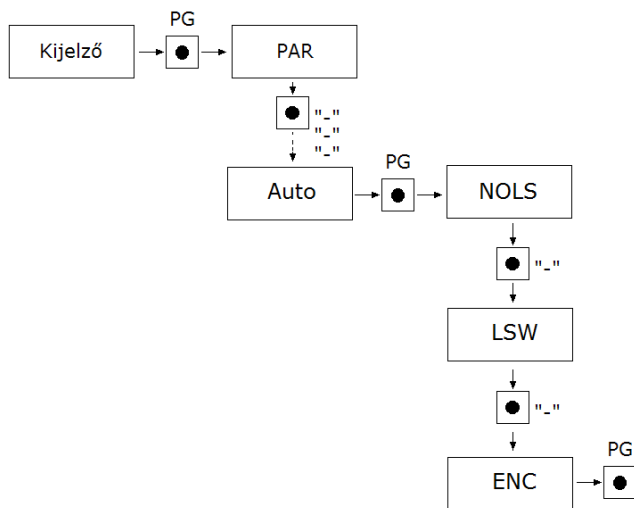 PG
Kijelző
PAR
"-"
"-"
"-"
PG
Auto
NOLS
"-"
LSW
"-"
PG
ENC